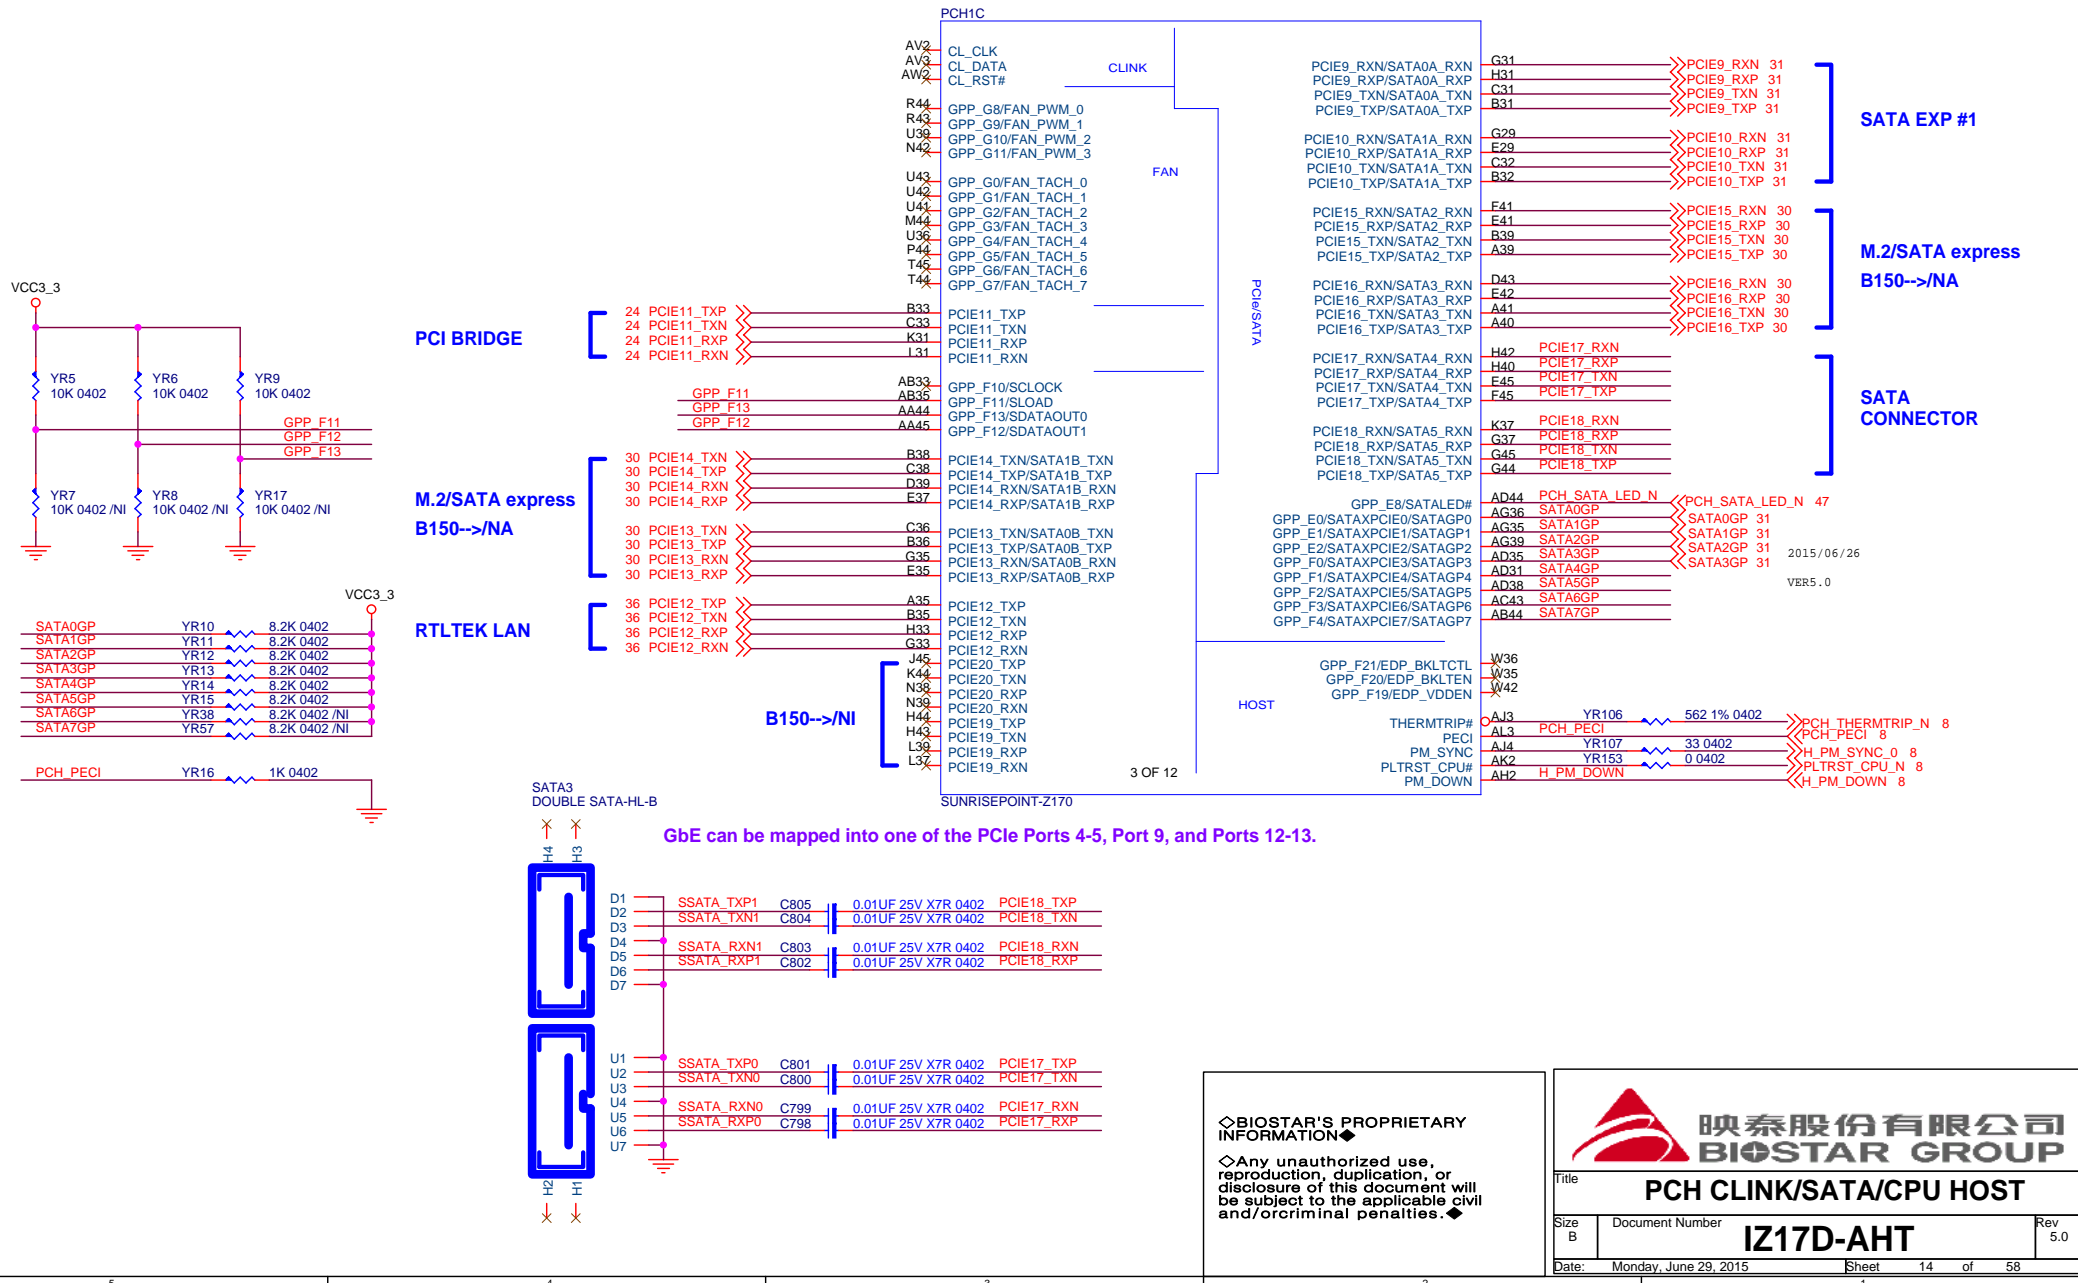 PCH1C
AV2 CL_CLK
AV3 CL_DATA
AW2 CL_RST#
R44 GPP_G8/FAN_PWM_0
R43 GPP_G9/FAN_PWM_1
U39 GPP_G10/FAN_PWM_2
N42 GPP_G11/FAN_PWM_3
U43 GPP_G0/FAN_TACH_0
U42 GPP_G1/FAN_TACH_1
U41 GPP_G2/FAN_TACH_2
M44 GPP_G3/FAN_TACH_3
U36 GPP_G4/FAN_TACH_4
P44 GPP_G5/FAN_TACH_5
T45 GPP_G6/FAN_TACH_6
T44 GPP_G7/FAN_TACH_7
PCI BRIDGE
24 PCIE11_TXP B33 PCIE11_TXP
24 PCIE11_TXN C33 PCIE11_TXN
24 PCIE11_RXP K31 PCIE11_RXP
24 PCIE11_RXN L31 PCIE11_RXN
AB33 GPP_F10/SCLOCK
GPP_F11 AB35 GPP_F11/SLOAD
GPP_F13 AA44 GPP_F13/SDATAOUT0
GPP_F12 AA45 GPP_F12/SDATAOUT1
M.2/SATA express
B150-->/NA
30 PCIE14_TXN B38 PCIE14_TXN/SATA1B_TXN
30 PCIE14_TXP C38 PCIE14_TXP/SATA1B_TXP
30 PCIE14_RXN D39 PCIE14_RXN/SATA1B_RXN
30 PCIE14_RXP E37 PCIE14_RXP/SATA1B_RXP
30 PCIE13_TXN C36 PCIE13_TXN/SATA0B_TXN
30 PCIE13_TXP B36 PCIE13_TXP/SATA0B_TXP
30 PCIE13_RXN G35 PCIE13_RXN/SATA0B_RXN
30 PCIE13_RXP E35 PCIE13_RXP/SATA0B_RXP
RTLTEK LAN
36 PCIE12_TXP A35 PCIE12_TXP
36 PCIE12_TXN B35 PCIE12_TXN
36 PCIE12_RXP H33 PCIE12_RXP
36 PCIE12_RXN G33 PCIE12_RXN
B150-->/NI
J45 PCIE20_TXP
K44 PCIE20_TXN
N38 PCIE20_RXP
N39 PCIE20_RXN
H44 PCIE19_TXP
H43 PCIE19_TXN
L39 PCIE19_RXP
L37 PCIE19_RXN
CLINK
FAN
PCIe/SATA
HOST
3 OF 12
SUNRISEPOINT-Z170
PCIE9_RXN/SATA0A_RXN G31 PCIE9_RXN 31
PCIE9_RXP/SATA0A_RXP H31 PCIE9_RXP 31
PCIE9_TXN/SATA0A_TXN C31 PCIE9_TXN 31
PCIE9_TXP/SATA0A_TXP B31 PCIE9_TXP 31
PCIE10_RXN/SATA1A_RXN G29 PCIE10_RXN 31
PCIE10_RXP/SATA1A_RXP E29 PCIE10_RXP 31
PCIE10_TXN/SATA1A_TXN C32 PCIE10_TXN 31
PCIE10_TXP/SATA1A_TXP B32 PCIE10_TXP 31
SATA EXP #1
PCIE15_RXN/SATA2_RXN F41 PCIE15_RXN 30
PCIE15_RXP/SATA2_RXP E41 PCIE15_RXP 30
PCIE15_TXN/SATA2_TXN B39 PCIE15_TXN 30
PCIE15_TXP/SATA2_TXP A39 PCIE15_TXP 30
PCIE16_RXN/SATA3_RXN D43 PCIE16_RXN 30
PCIE16_RXP/SATA3_RXP E42 PCIE16_RXP 30
PCIE16_TXN/SATA3_TXN A41 PCIE16_TXN 30
PCIE16_TXP/SATA3_TXP A40 PCIE16_TXP 30
M.2/SATA express
B150-->/NA
PCIE17_RXN/SATA4_RXN H42 PCIE17_RXN
PCIE17_RXP/SATA4_RXP H40 PCIE17_RXP
PCIE17_TXN/SATA4_TXN E45 PCIE17_TXN
PCIE17_TXP/SATA4_TXP F45 PCIE17_TXP
PCIE18_RXN/SATA5_RXN K37 PCIE18_RXN
PCIE18_RXP/SATA5_RXP G37 PCIE18_RXP
PCIE18_TXN/SATA5_TXN G45 PCIE18_TXN
PCIE18_TXP/SATA5_TXP G44 PCIE18_TXP
SATA
CONNECTOR
GPP_E8/SATALED# AD44 PCH_SATA_LED_N PCH_SATA_LED_N 47
GPP_E0/SATAXPCIE0/SATAGP0 AG36 SATA0GP SATA0GP 31
GPP_E1/SATAXPCIE1/SATAGP1 AG35 SATA1GP SATA1GP 31
GPP_E2/SATAXPCIE2/SATAGP2 AG39 SATA2GP SATA2GP 31
GPP_F0/SATAXPCIE3/SATAGP3 AD35 SATA3GP SATA3GP 31
GPP_F1/SATAXPCIE4/SATAGP4 AD31 SATA4GP
GPP_F2/SATAXPCIE5/SATAGP5 AD38 SATA5GP
GPP_F3/SATAXPCIE6/SATAGP6 AC43 SATA6GP
GPP_F4/SATAXPCIE7/SATAGP7 AB44 SATA7GP
2015/06/26
VER5.0
GPP_F21/EDP_BKLTCTL W36
GPP_F20/EDP_BKLTEN W35
GPP_F19/EDP_VDDEN W42
THERMTRIP# AJ3 YR106 562 1% 0402 PCH_THERMTRIP_N 8
PECI AL3 PCH_PECI PCH_PECI 8
PM_SYNC AJ4 YR107 33 0402 H_PM_SYNC_0 8
PLTRST_CPU# AK2 YR153 0 0402 PLTRST_CPU_N 8
PM_DOWN AH2 H_PM_DOWN H_PM_DOWN 8
VCC3_3
YR5
10K 0402
YR6
10K 0402
YR9
10K 0402
GPP_F11
GPP_F12
GPP_F13
YR7
10K 0402 /NI
YR8
10K 0402 /NI
YR17
10K 0402 /NI
VCC3_3
SATA0GP YR10 8.2K 0402
SATA1GP YR11 8.2K 0402
SATA2GP YR12 8.2K 0402
SATA3GP YR13 8.2K 0402
SATA4GP YR14 8.2K 0402
SATA5GP YR15 8.2K 0402
SATA6GP YR38 8.2K 0402 /NI
SATA7GP YR57 8.2K 0402 /NI
PCH_PECI YR16 1K 0402
GbE can be mapped into one of the PCIe Ports 4-5, Port 9, and Ports 12-13.
SATA3
DOUBLE SATA-HL-B
H4 H3
D1
D2 SSATA_TXP1 C805 0.01UF 25V X7R 0402 PCIE18_TXP
D3 SSATA_TXN1 C804 0.01UF 25V X7R 0402 PCIE18_TXN
D4
D5 SSATA_RXN1 C803 0.01UF 25V X7R 0402 PCIE18_RXN
D6 SSATA_RXP1 C802 0.01UF 25V X7R 0402 PCIE18_RXP
D7
U1
U2 SSATA_TXP0 C801 0.01UF 25V X7R 0402 PCIE17_TXP
U3 SSATA_TXN0 C800 0.01UF 25V X7R 0402 PCIE17_TXN
U4
U5 SSATA_RXN0 C799 0.01UF 25V X7R 0402 PCIE17_RXN
U6 SSATA_RXP0 C798 0.01UF 25V X7R 0402 PCIE17_RXP
U7
H2 H1
◇BIOSTAR'S PROPRIETARY
INFORMATION◆
◇Any unauthorized use,
reproduction, duplication, or
disclosure of this document will
be subject to the applicable civil
and/orcriminal penalties.◆
映泰股份有限公司
BIOSTAR GROUP
Title
PCH CLINK/SATA/CPU HOST
Size
B
Document Number
IZ17D-AHT
Rev
5.0
Date: Monday, June 29, 2015 Sheet 14 of 58